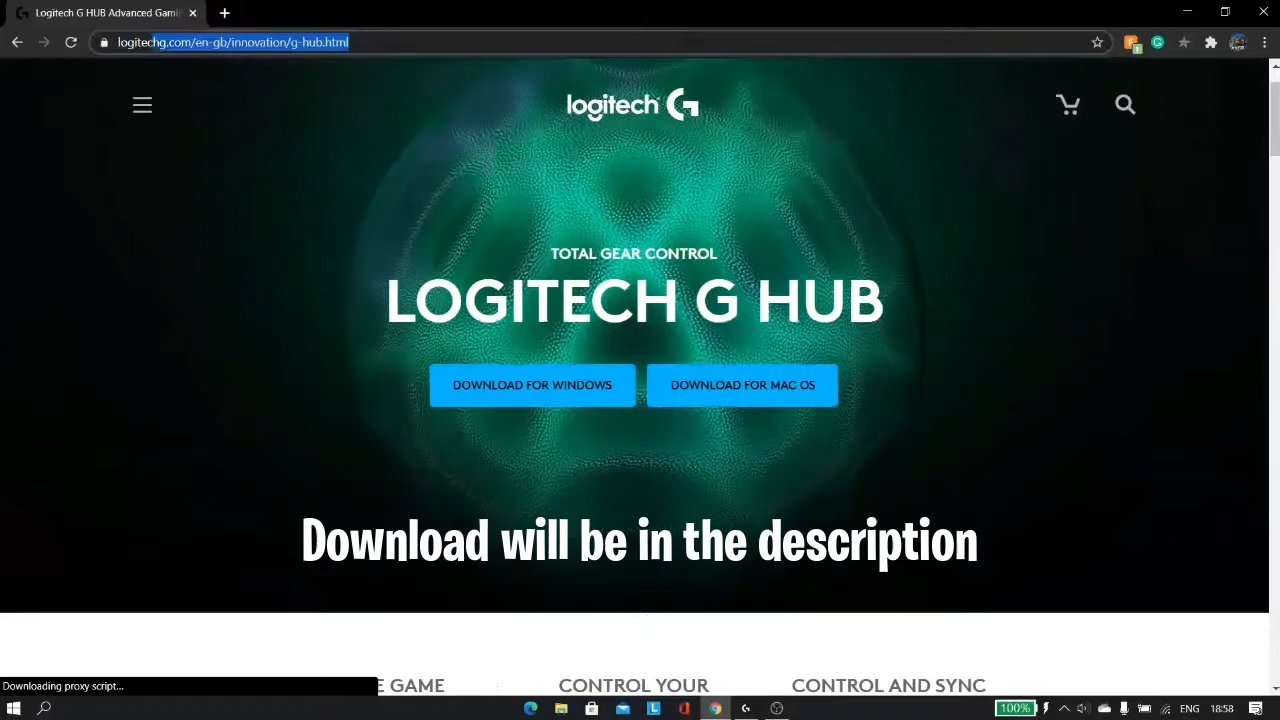 Logitech G HUB Advanced Gami
logitechg.com/en-gb/innovation/g-hub.html
1
logitech G
TOTAL GEAR CONTROL
LOGITECH G HUB
DOWNLOAD FOR WINDOWS
DOWNLOAD FOR MAC OS
Download will be in the description
E GAME
CONTROL YOUR
CONTROL AND SYNC
Downloading proxy script...
100%
ENG
18:58